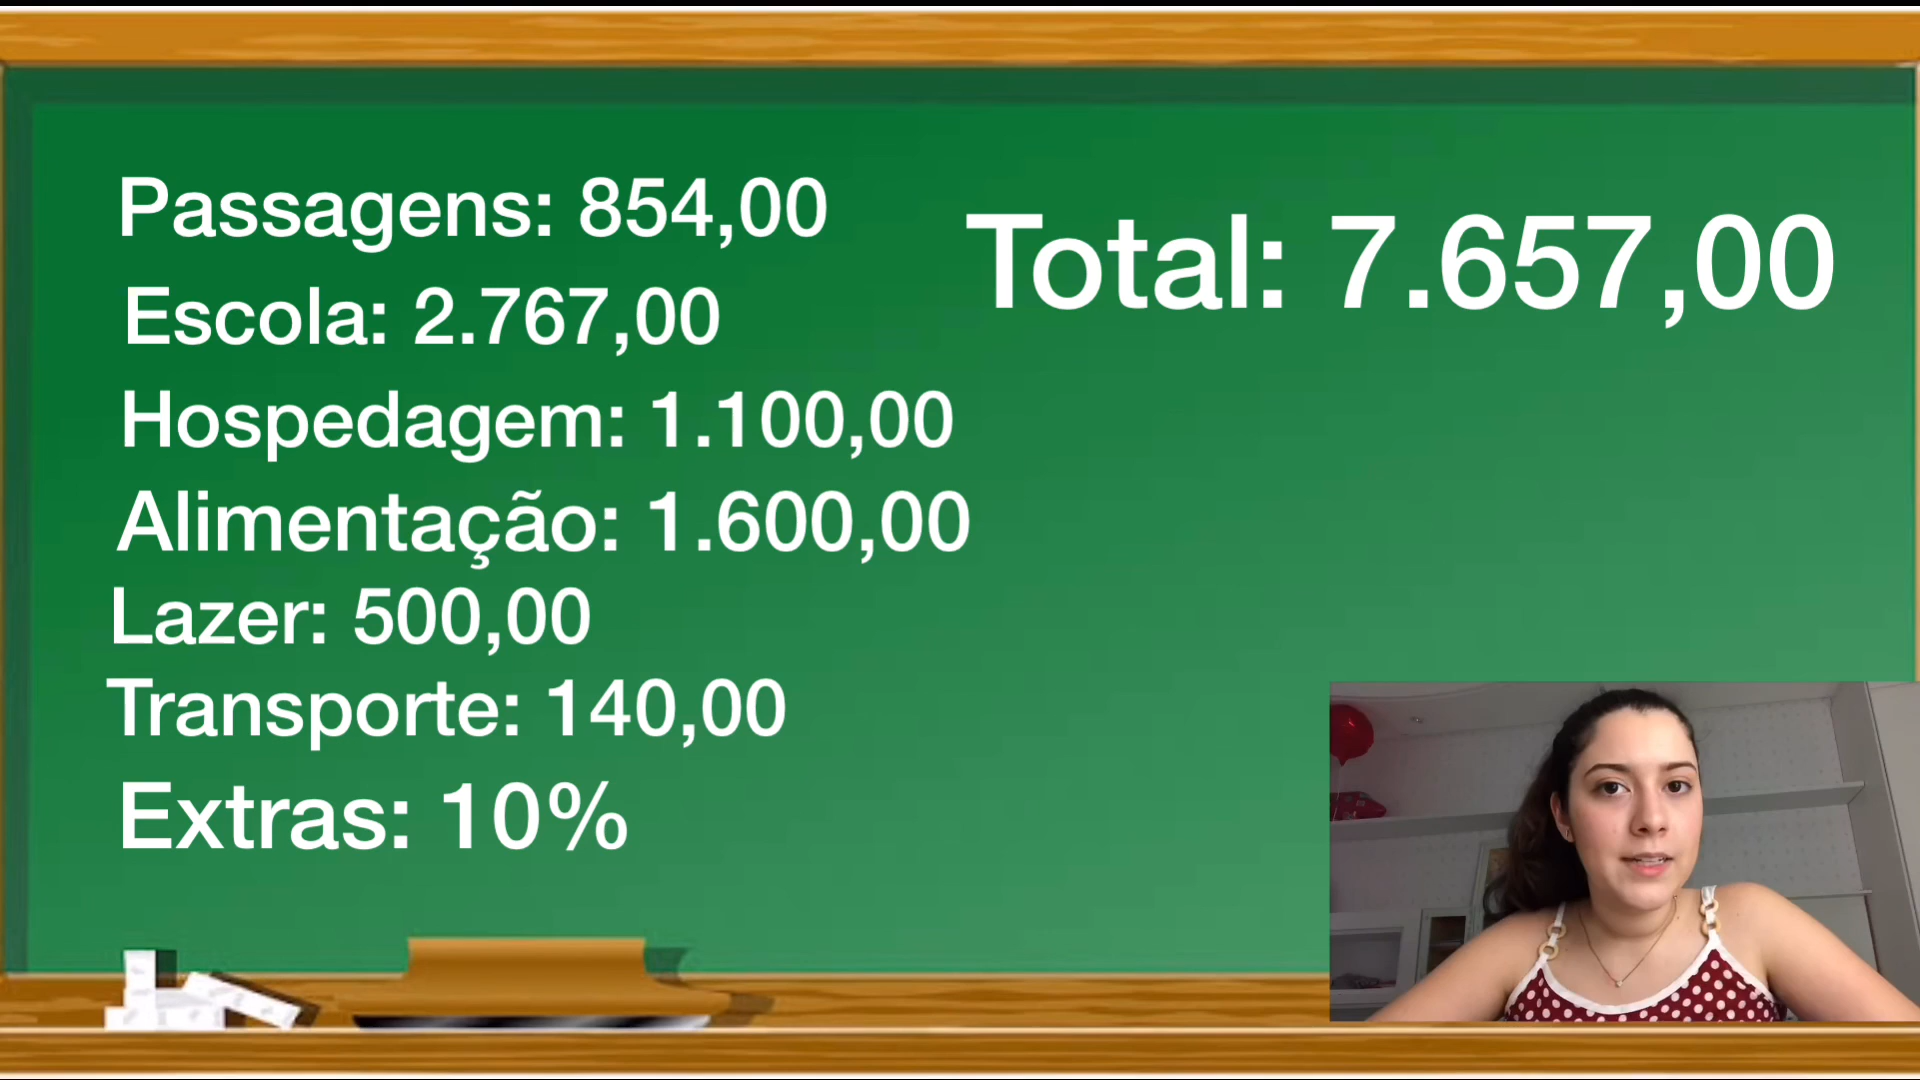 Passagens: 854,00
Total: 7.657,00
Escola: 2.767,00
Hospedagem: 1.100,00
Alimentação: 1.600,00
Lazer: 500,00
Transporte: 140,00
Extras: 10%